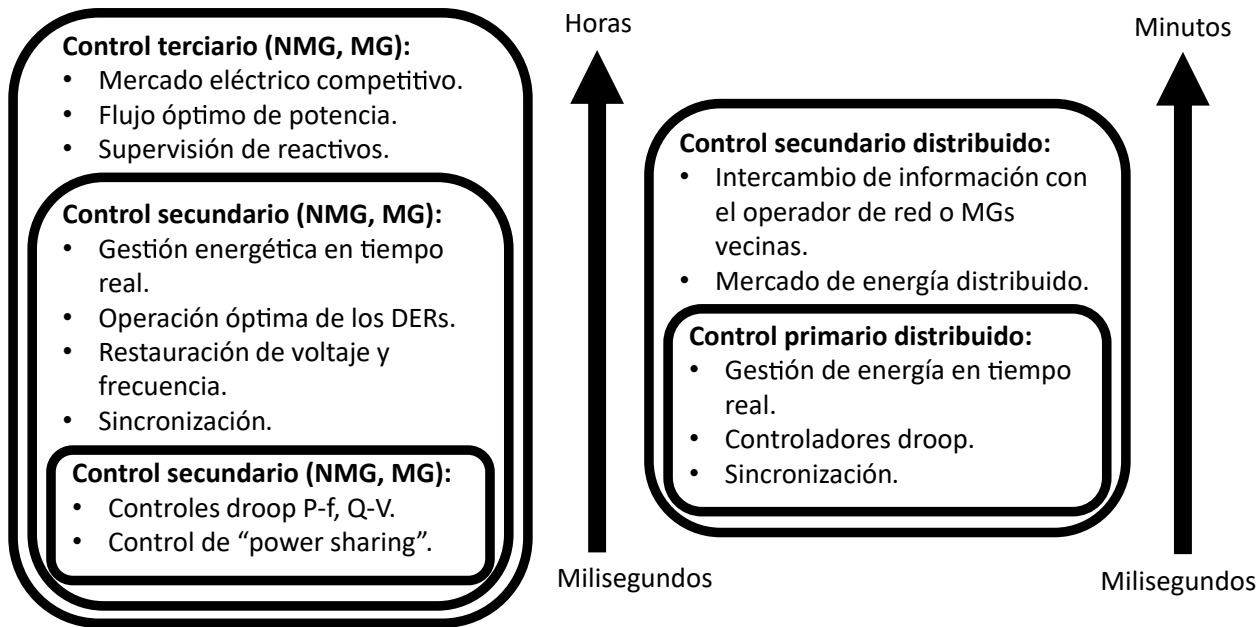 Control terciario (NMG, MG):
• Mercado eléctrico competitivo.
• Flujo óptimo de potencia.
• Supervisión de reactivos.
Control secundario (NMG, MG):
• Gestión energética en tiempo
real.
• Operación óptima de los DERs.
• Restauración de voltaje y
frecuencia.
• Sincronización.
Control secundario (NMG, MG):
• Controles droop P-f, Q-V.
• Control de “power sharing”.
Horas
Milisegundos
Control secundario distribuido:
• Intercambio de información con
el operador de red o MGs
vecinas.
• Mercado de energía distribuido.
Control primario distribuido:
• Gestión de energía en tiempo
real.
• Controladores droop.
• Sincronización.
Minutos
Milisegundos